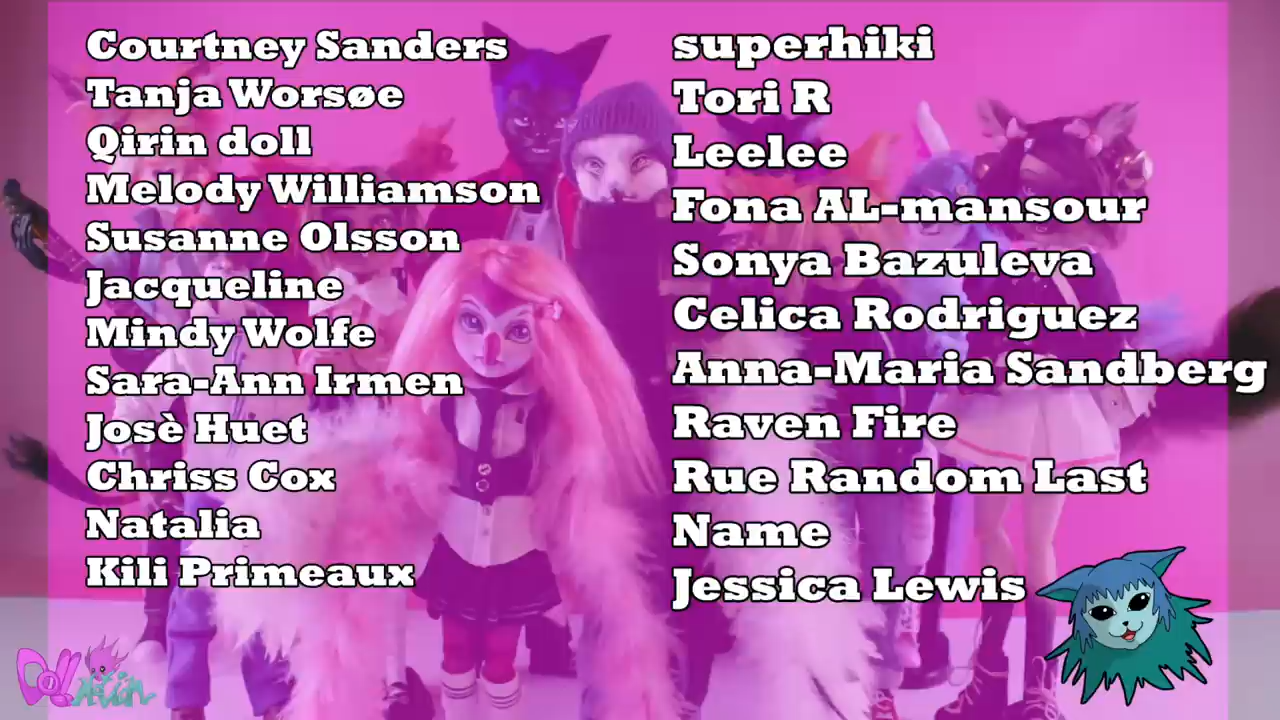 Courtney Sanders
Tanja Worsøe
Qirin doll
Melody Williamson
Susanne Olsson
Jacqueline
Mindy Wolfe
Sara-Ann Irmen
Josè Huet
Chriss Cox
Natalia
Kili Primeaux
superhiki
Tori R
Leelee
Fona AL-mansour
Sonya Bazuleva
Celica Rodriguez
Anna-Maria Sandberg
Raven Fire
Rue Random Last
Name
Jessica Lewis
Doll